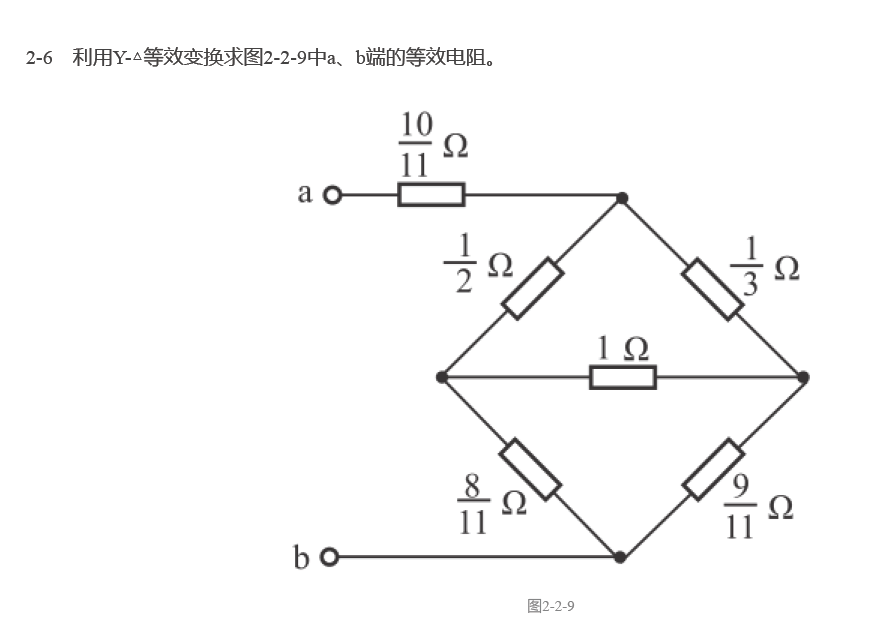 2-6 利用Y-△等效变换求图2-2-9中a、b端的等效电阻。
10/11 Ω
a
1/2 Ω
1/3 Ω
1 Ω
8/11 Ω
9/11 Ω
b
图2-2-9